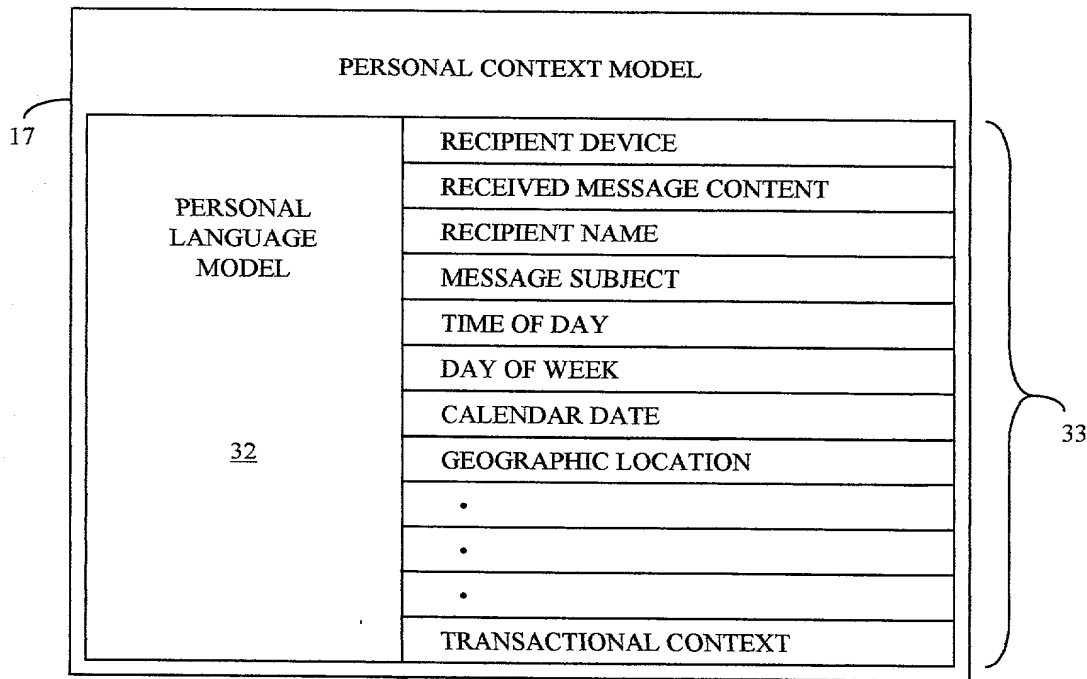 PERSONAL CONTEXT MODEL
17
PERSONAL
LANGUAGE
MODEL
32
RECIPIENT DEVICE
RECEIVED MESSAGE CONTENT
RECIPIENT NAME
MESSAGE SUBJECT
TIME OF DAY
DAY OF WEEK
CALENDAR DATE
GEOGRAPHIC LOCATION
•
•
•
TRANSACTIONAL CONTEXT
33